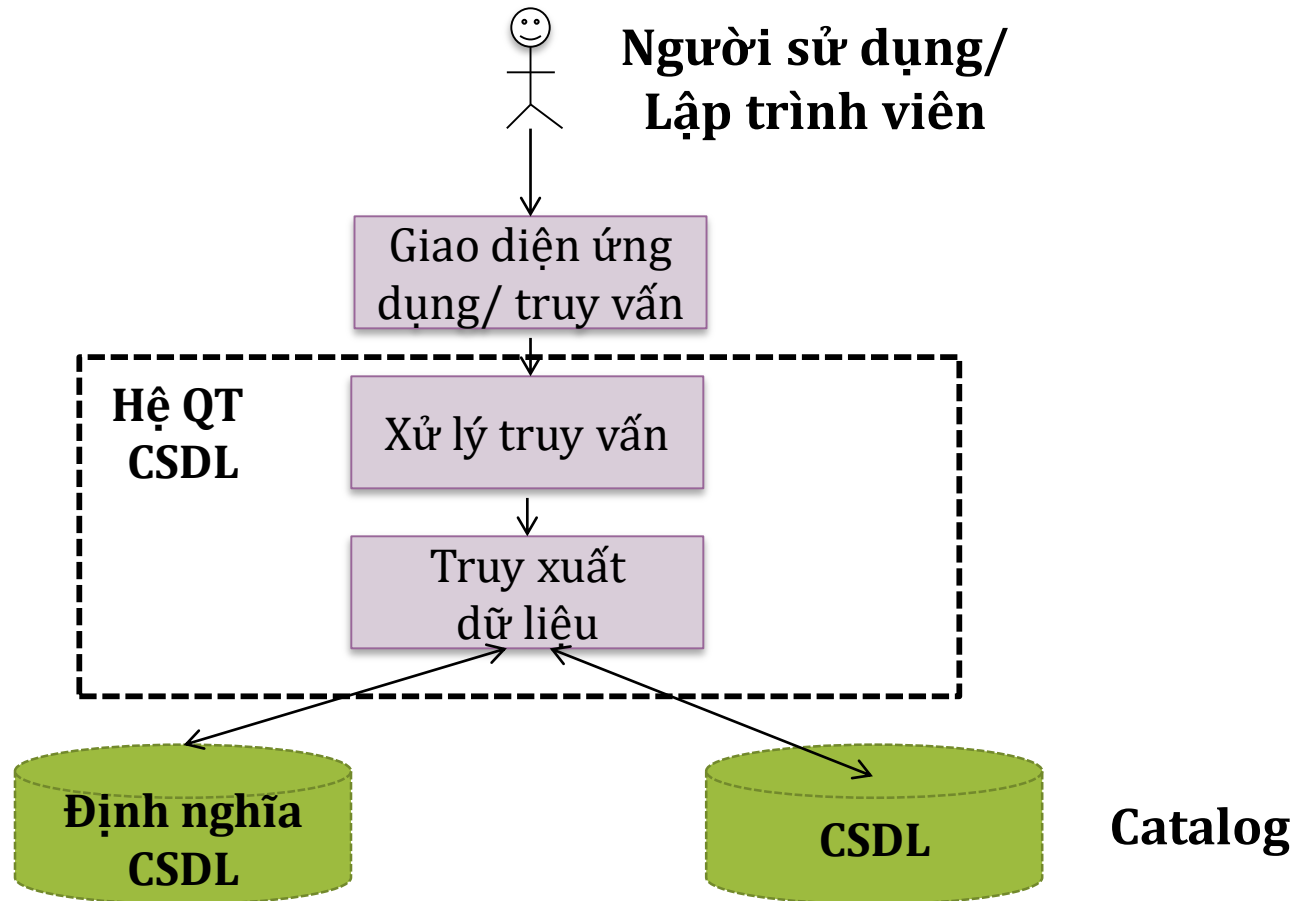 Người sử dụng/
Lập trình viên
Giao diện ứng
dụng/ truy vấn
Hệ QT
CSDL
Xử lý truy vấn
Truy xuất
dữ liệu
Định nghĩa
CSDL
CSDL
Catalog